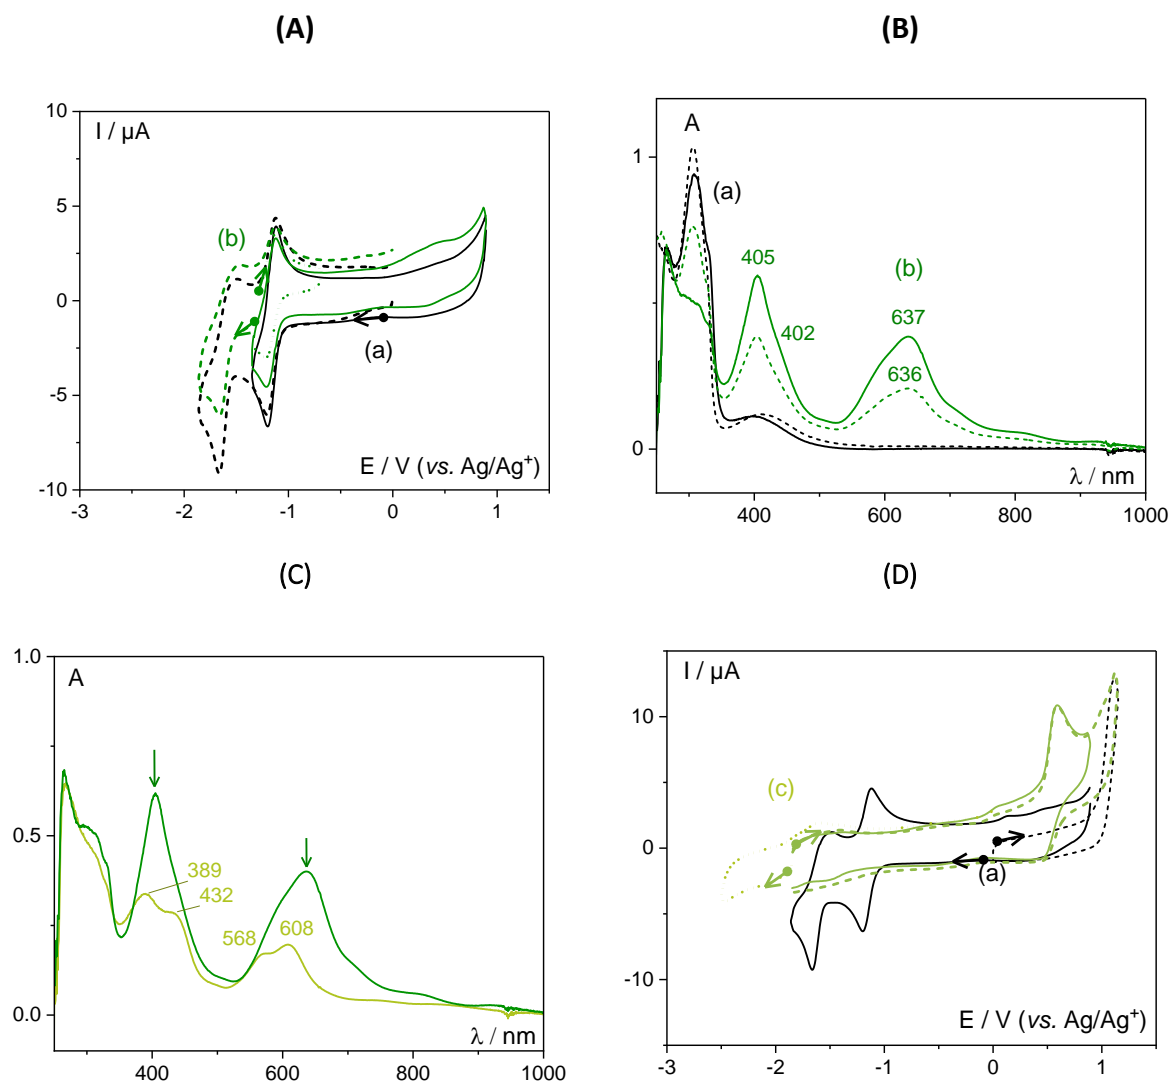 (A)
(B)
10
I / µA
5
(b)
0
(a)
-5
E / V (vs. Ag/Ag⁺)
-10
-3
-2
-1
0
1
A
1
(a)
405
(b)
402
637
636
0
λ / nm
400
600
800
1000
(C)
(D)
1.0
A
0.5
389
432
568
608
0.0
λ / nm
400
600
800
1000
I / µA
10
(c)
0
(a)
-10
E / V (vs. Ag/Ag⁺)
-3
-2
-1
0
1